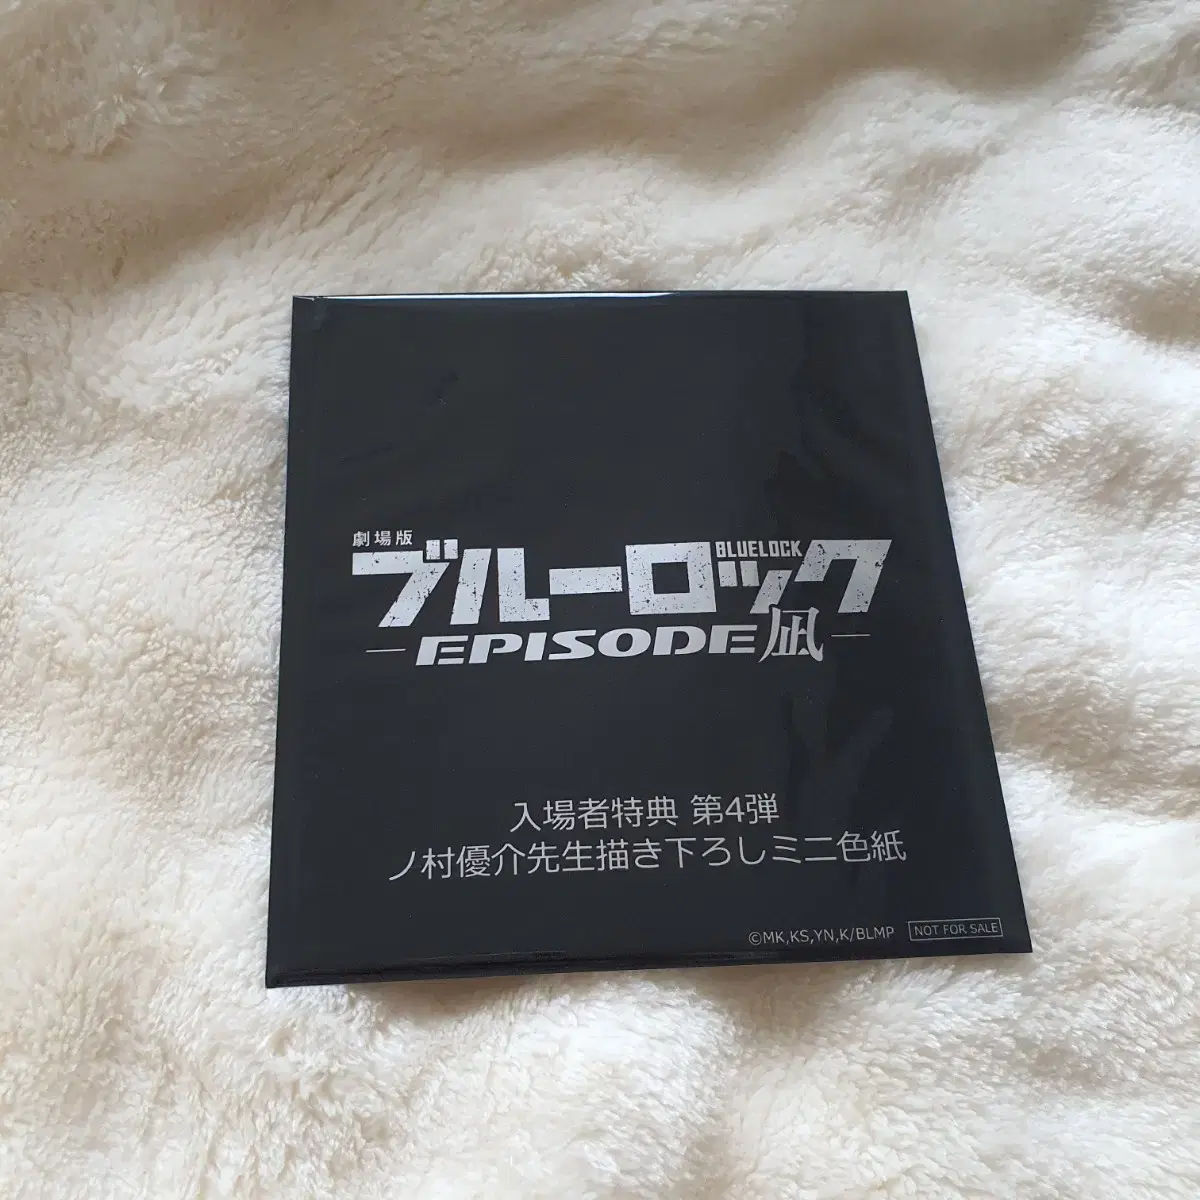 劇場版
ブルーロック
BLUELOCK
EPISODE凪
入場者特典 第4弾
ノ村優介先生描き下ろしミニ色紙
©MK,KS,YN,K/BLMP NOT FOR SALE